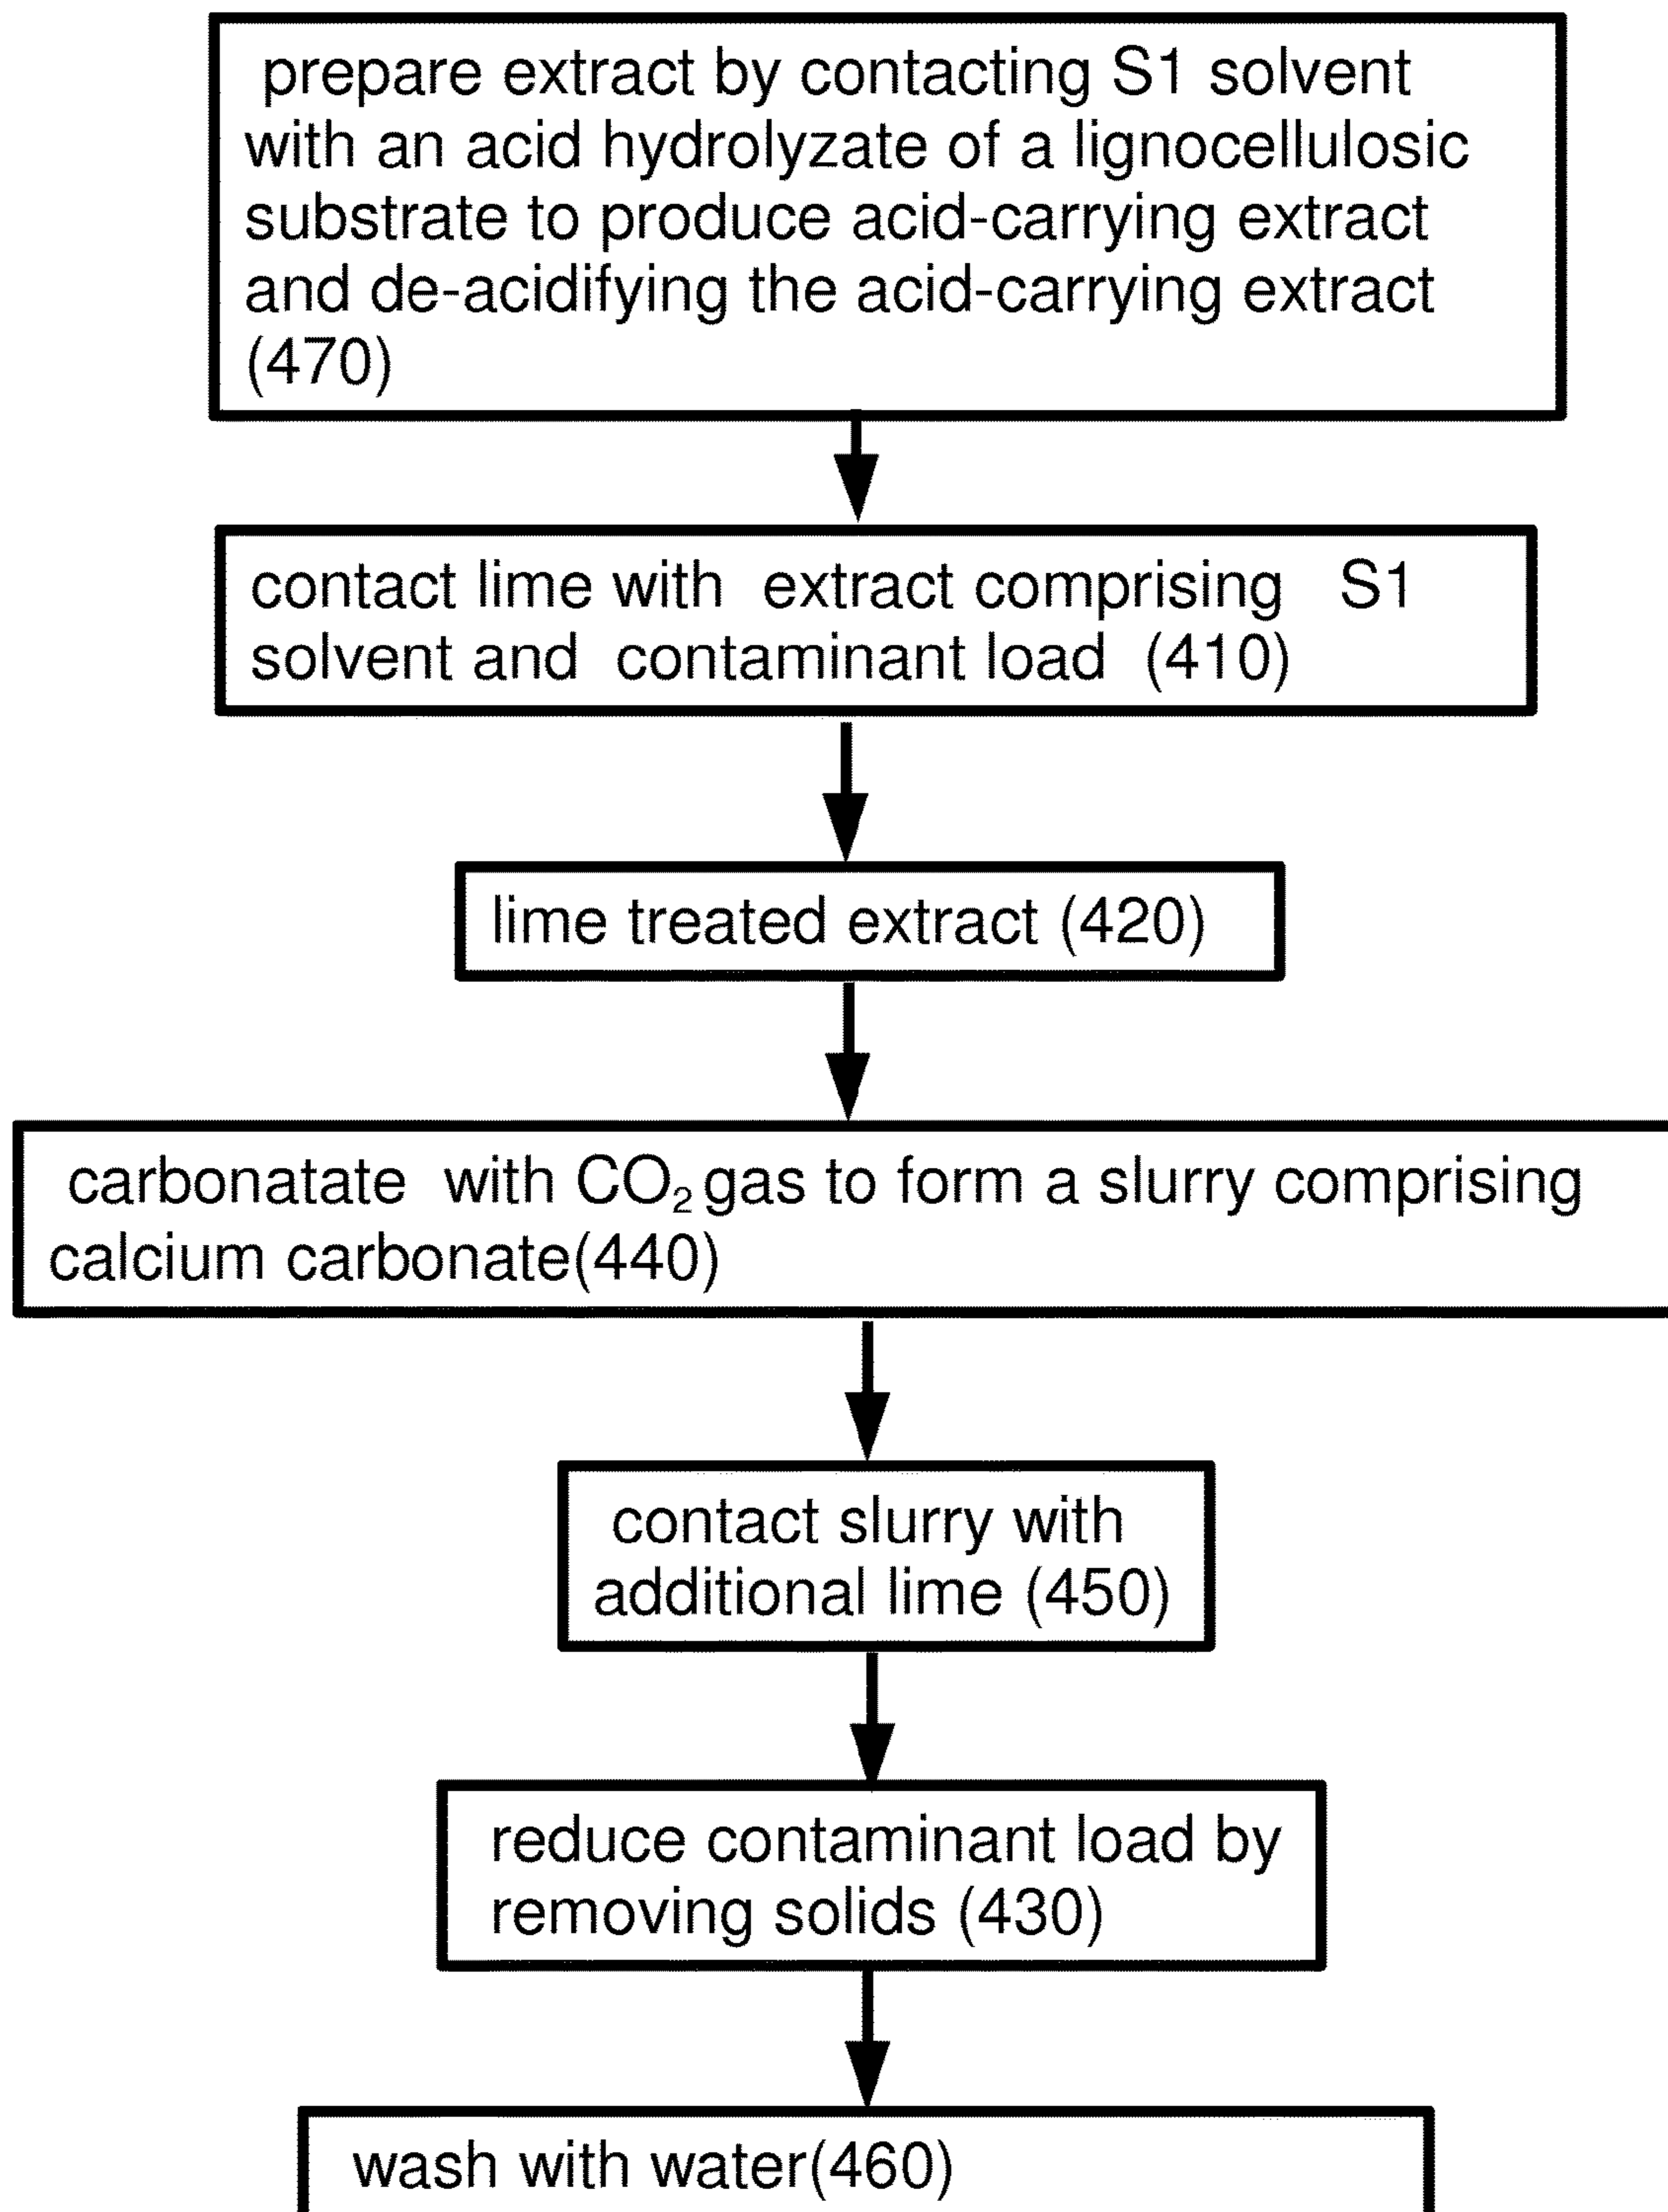 prepare extract by contacting S1 solvent
with an acid hydrolyzate of a lignocellulosic
substrate to produce acid-carrying extract
and de-acidifying the acid-carrying extract
(470)
contact lime with extract comprising S1
solvent and contaminant load (410)
lime treated extract (420)
carbonatate with CO₂ gas to form a slurry comprising
calcium carbonate(440)
contact slurry with
additional lime (450)
reduce contaminant load by
removing solids (430)
wash with water(460)